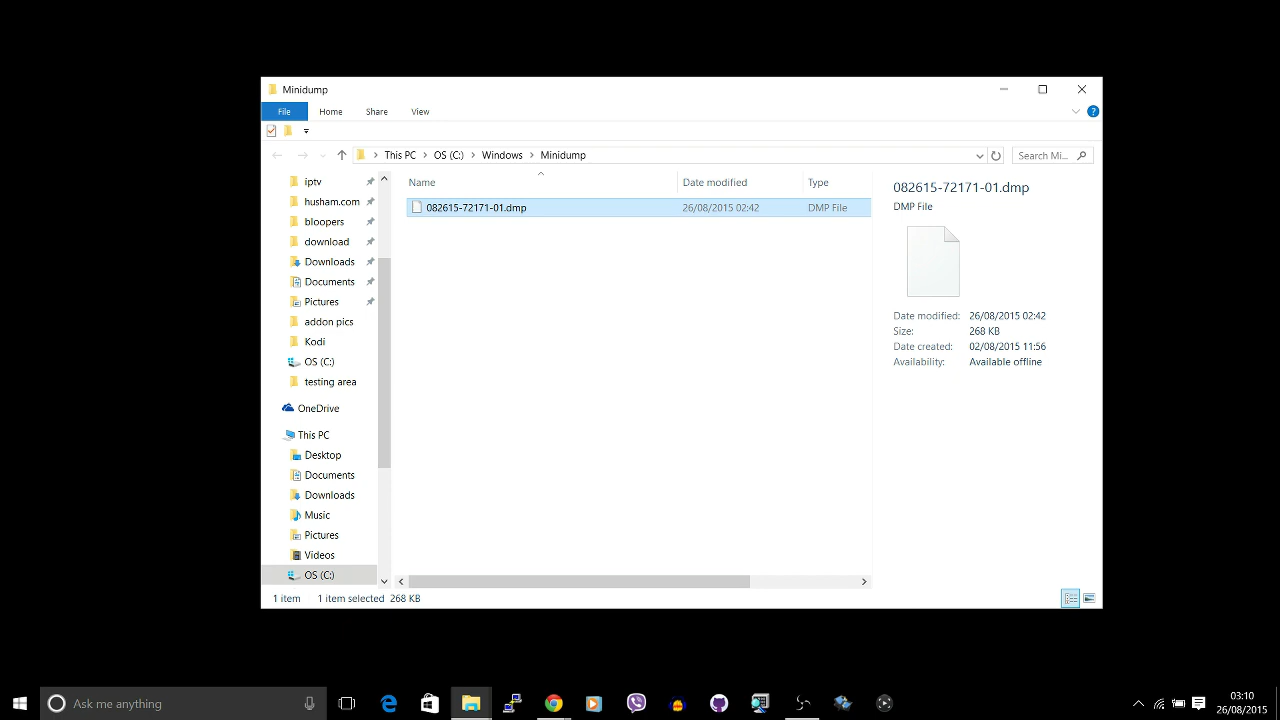 Minidump
File Home Share View
This PC OS (C:) Windows Minidump Search Mi...
Name Date modified Type
082615-72171-01.dmp 26/08/2015 02:42 DMP File
iptv
husham.com
bloopers
download
Downloads
Documents
Pictures
addon pics
Kodi
OS (C:)
testing area
OneDrive
This PC
Desktop
Documents
Downloads
Music
Pictures
Videos
OS (C:)
082615-72171-01.dmp
DMP File
Date modified: 26/08/2015 02:42
Size: 268 KB
Date created: 02/08/2015 11:56
Availability: Available offline
1 item 1 item selected 268 KB
Ask me anything
03:10
26/08/2015